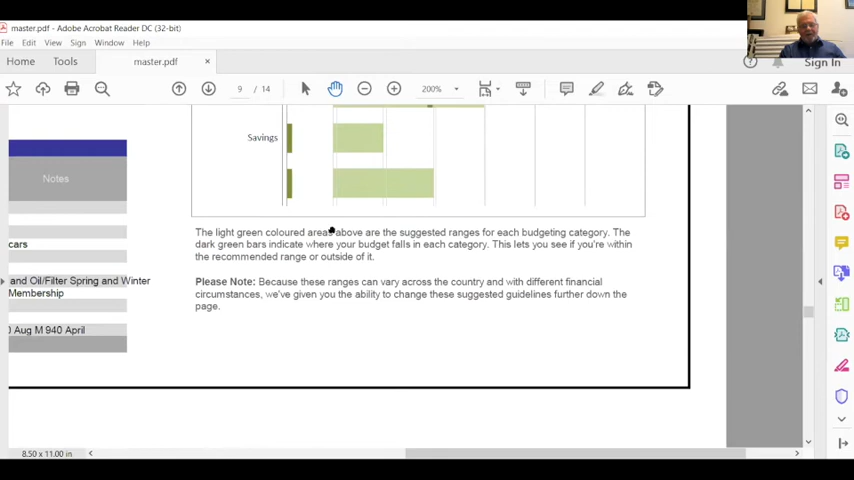 master.pdf - Adobe Acrobat Reader DC (32-bit)
File Edit View Sign Window Help
Home Tools master.pdf × Sign In
9 / 14 200%
Savings
Notes
cars
and Oil/Filter Spring and Winter
Membership
0 Aug M 940 April
The light green coloured areas above are the suggested ranges for each budgeting category. The
dark green bars indicate where your budget falls in each category. This lets you see if you're within
the recommended range or outside of it.
Please Note: Because these ranges can vary across the country and with different financial
circumstances, we've given you the ability to change these suggested guidelines further down the
page.
8.50 x 11.00 in